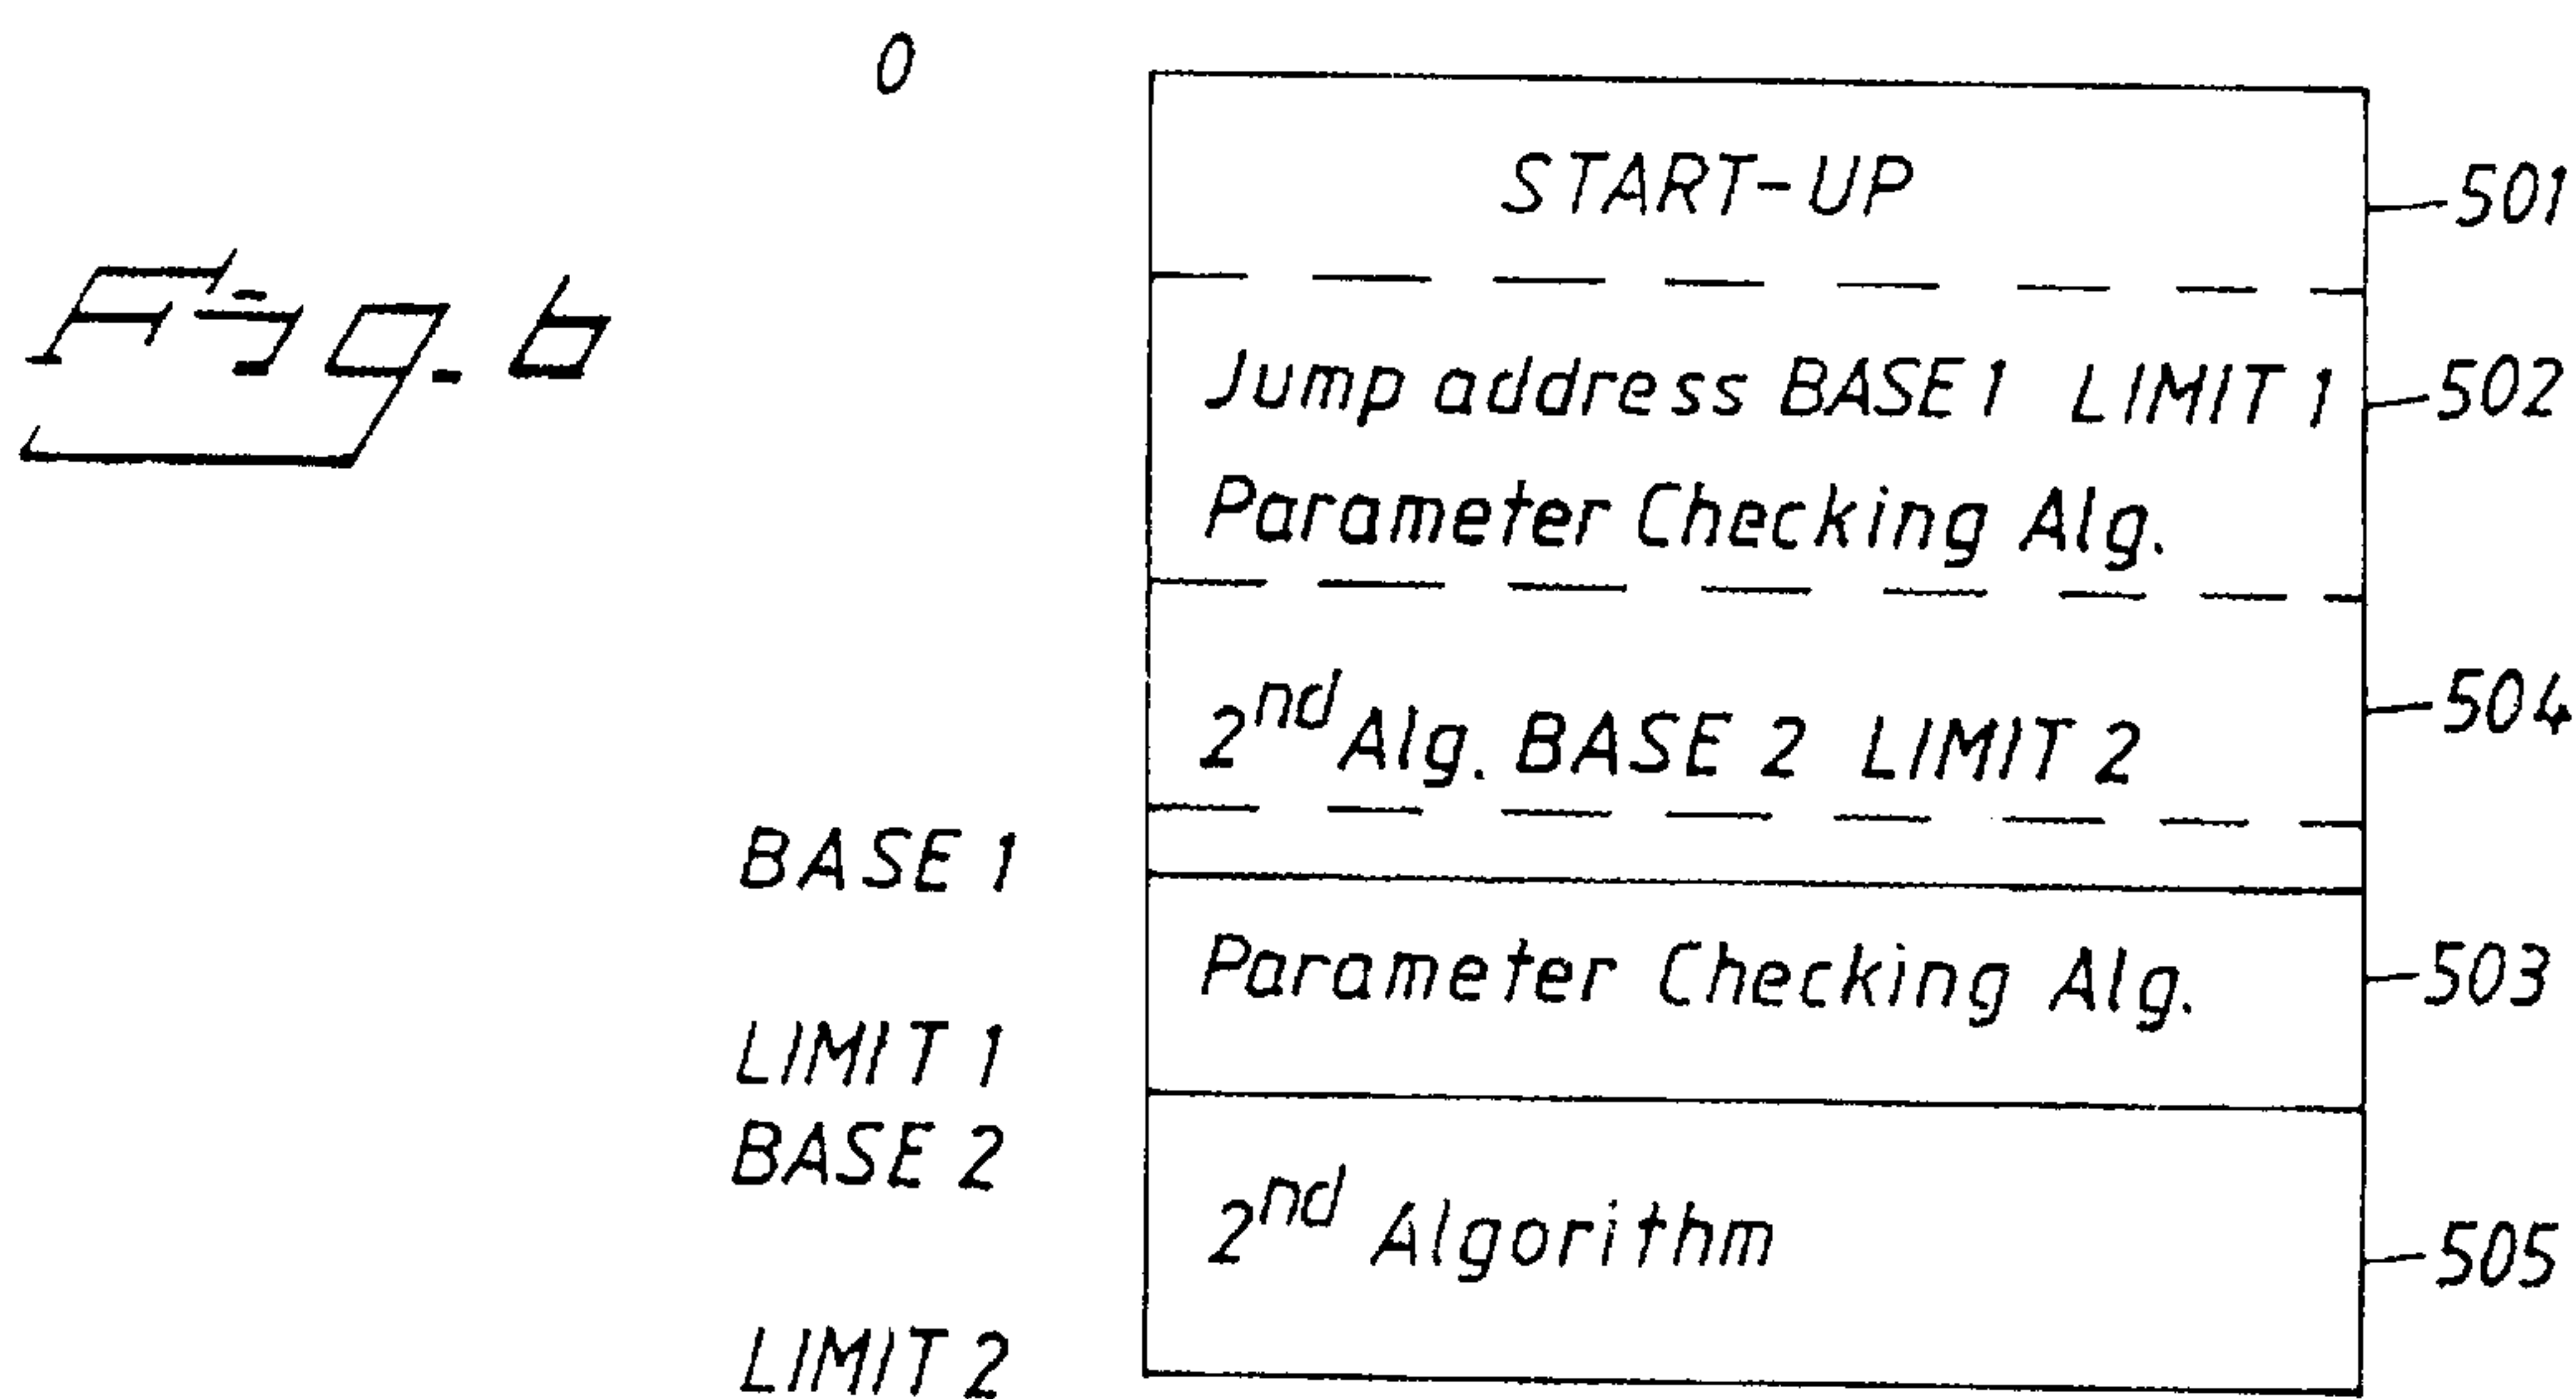 0
START-UP
501
Fig. 6
Jump address BASE 1 LIMIT 1
502
Parameter Checking Alg.
2nd Alg. BASE 2 LIMIT 2
504
BASE 1
Parameter Checking Alg.
503
LIMIT 1
BASE 2
2nd Algorithm
505
LIMIT 2